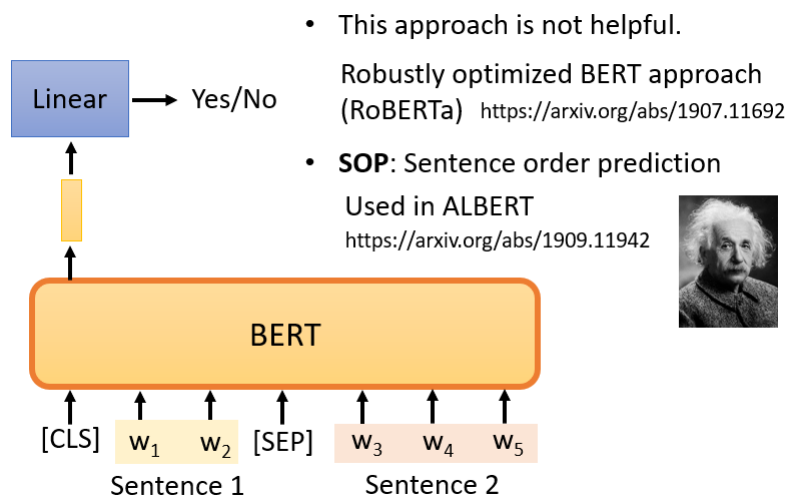 • This approach is not helpful.
Robustly optimized BERT approach
(RoBERTa) https://arxiv.org/abs/1907.11692
• SOP: Sentence order prediction
Used in ALBERT
https://arxiv.org/abs/1909.11942
Linear
Yes/No
BERT
[CLS] w1 w2 [SEP] w3 w4 w5
Sentence 1 Sentence 2